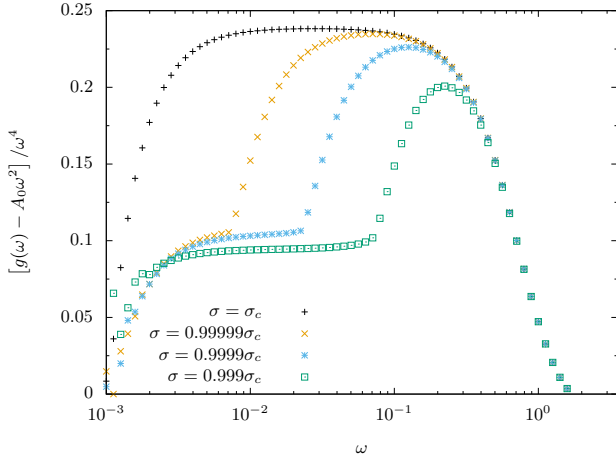 0.25
0.2
0.15
0.1
0.05
0
[g(ω) − A₀ω²] /ω⁴
σ = σ_c
σ = 0.99999σ_c
σ = 0.9999σ_c
σ = 0.999σ_c
10⁻³ 10⁻² 10⁻¹ 10⁰
ω